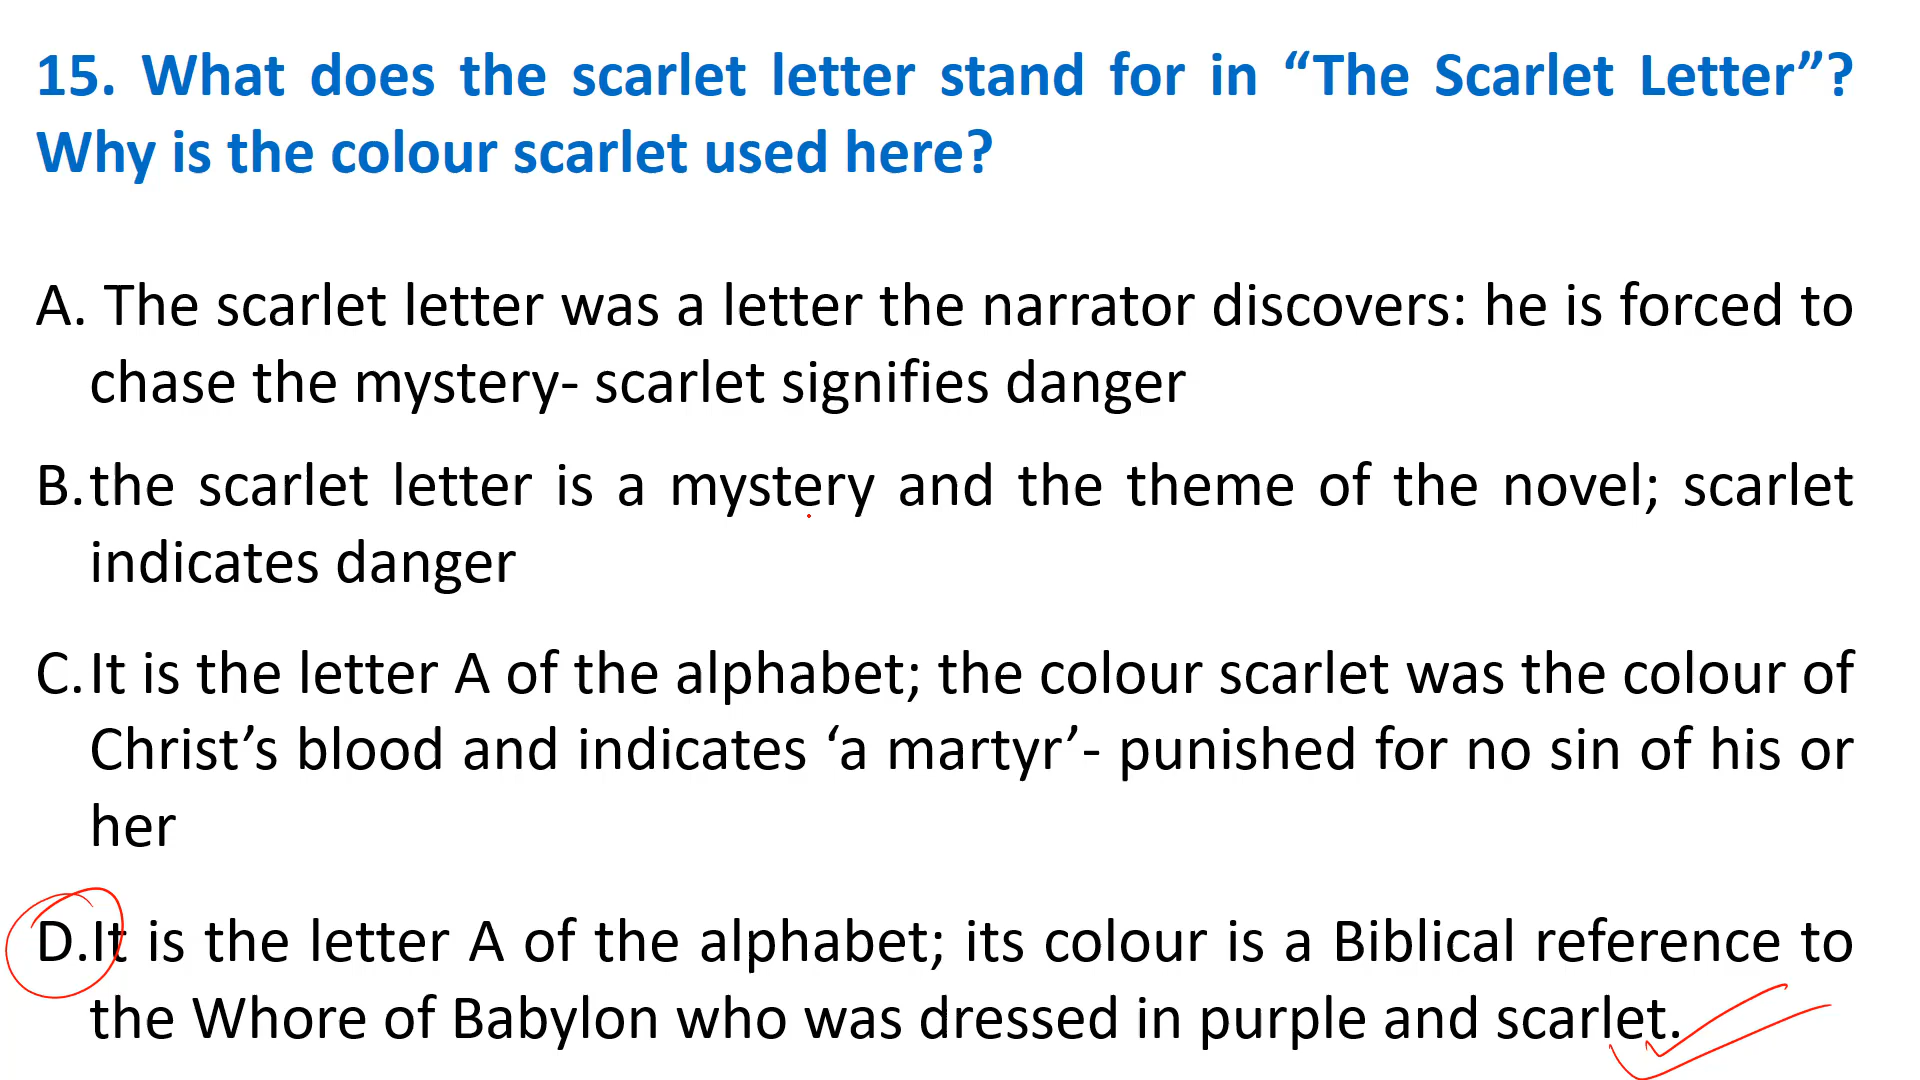 15. What does the scarlet letter stand for in “The Scarlet Letter”?
Why is the colour scarlet used here?
A. The scarlet letter was a letter the narrator discovers: he is forced to
chase the mystery- scarlet signifies danger
B.the scarlet letter is a mystery and the theme of the novel; scarlet
indicates danger
C.It is the letter A of the alphabet; the colour scarlet was the colour of
Christ’s blood and indicates ‘a martyr’- punished for no sin of his or
her
D.It is the letter A of the alphabet; its colour is a Biblical reference to
the Whore of Babylon who was dressed in purple and scarlet.